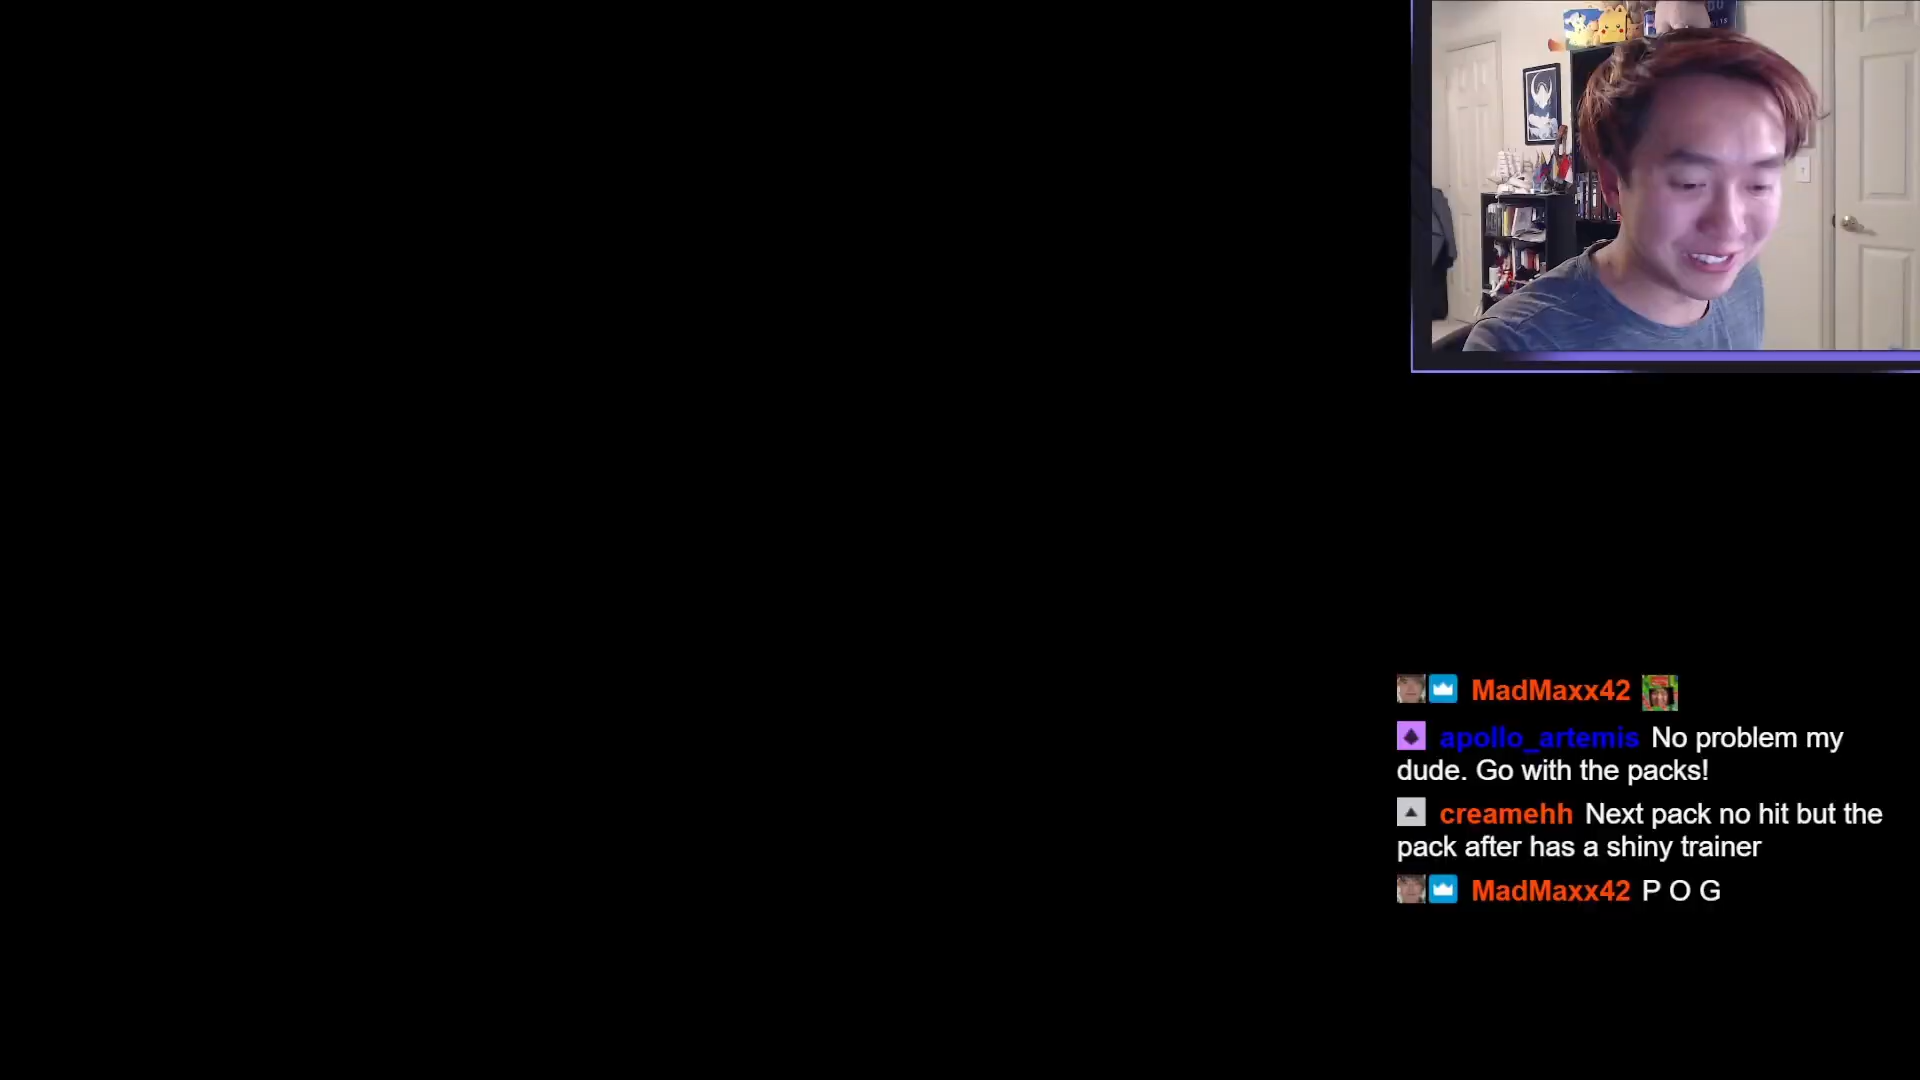 MadMaxx42
apollo_artemis No problem my
dude. Go with the packs!
creamehh Next pack no hit but the
pack after has a shiny trainer
MadMaxx42 P O G